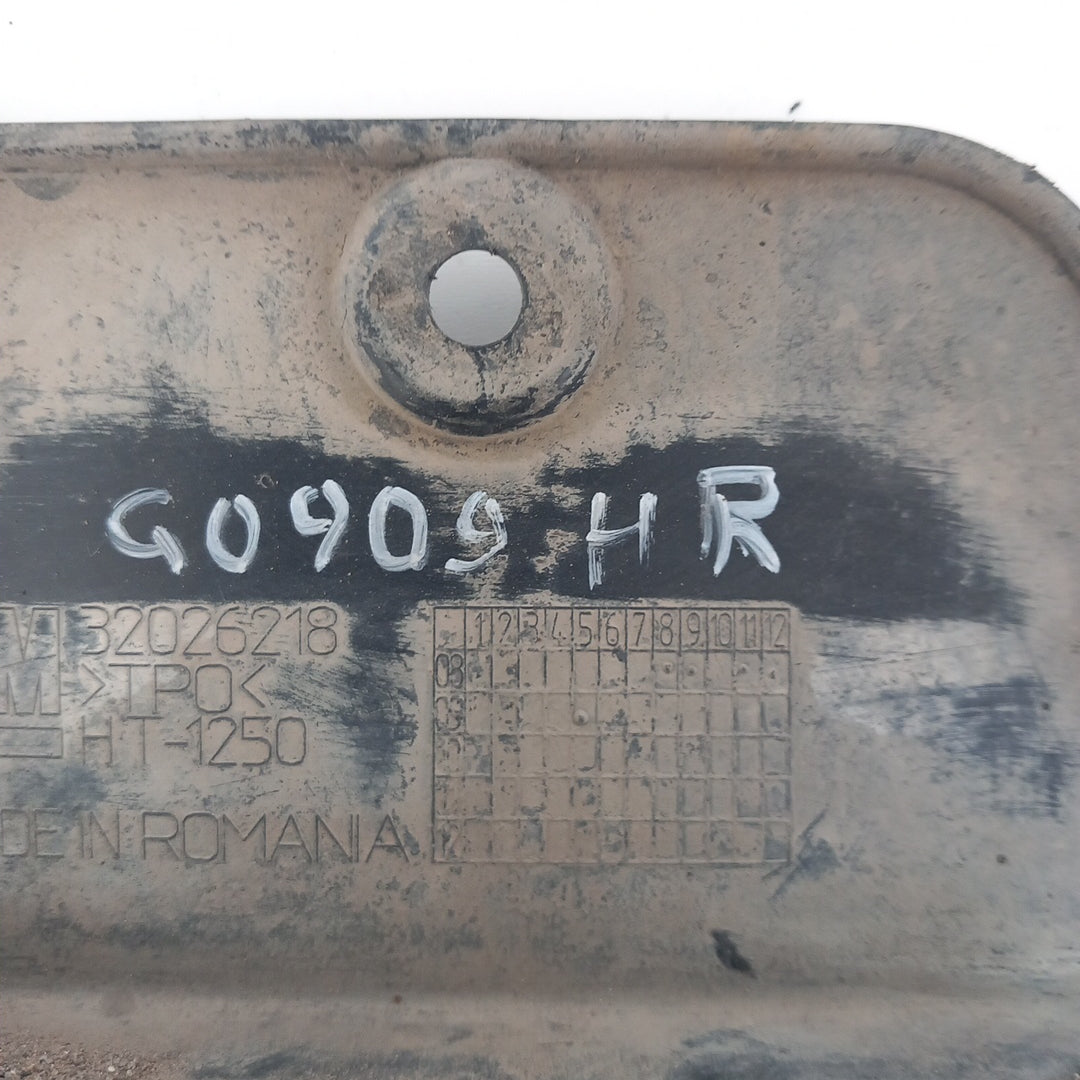 G0909 HR
32026218
>TPO<
HT-1250
DE IN ROMANIA
1 2 3 4 5 6 7 8 9 10 11 12
08